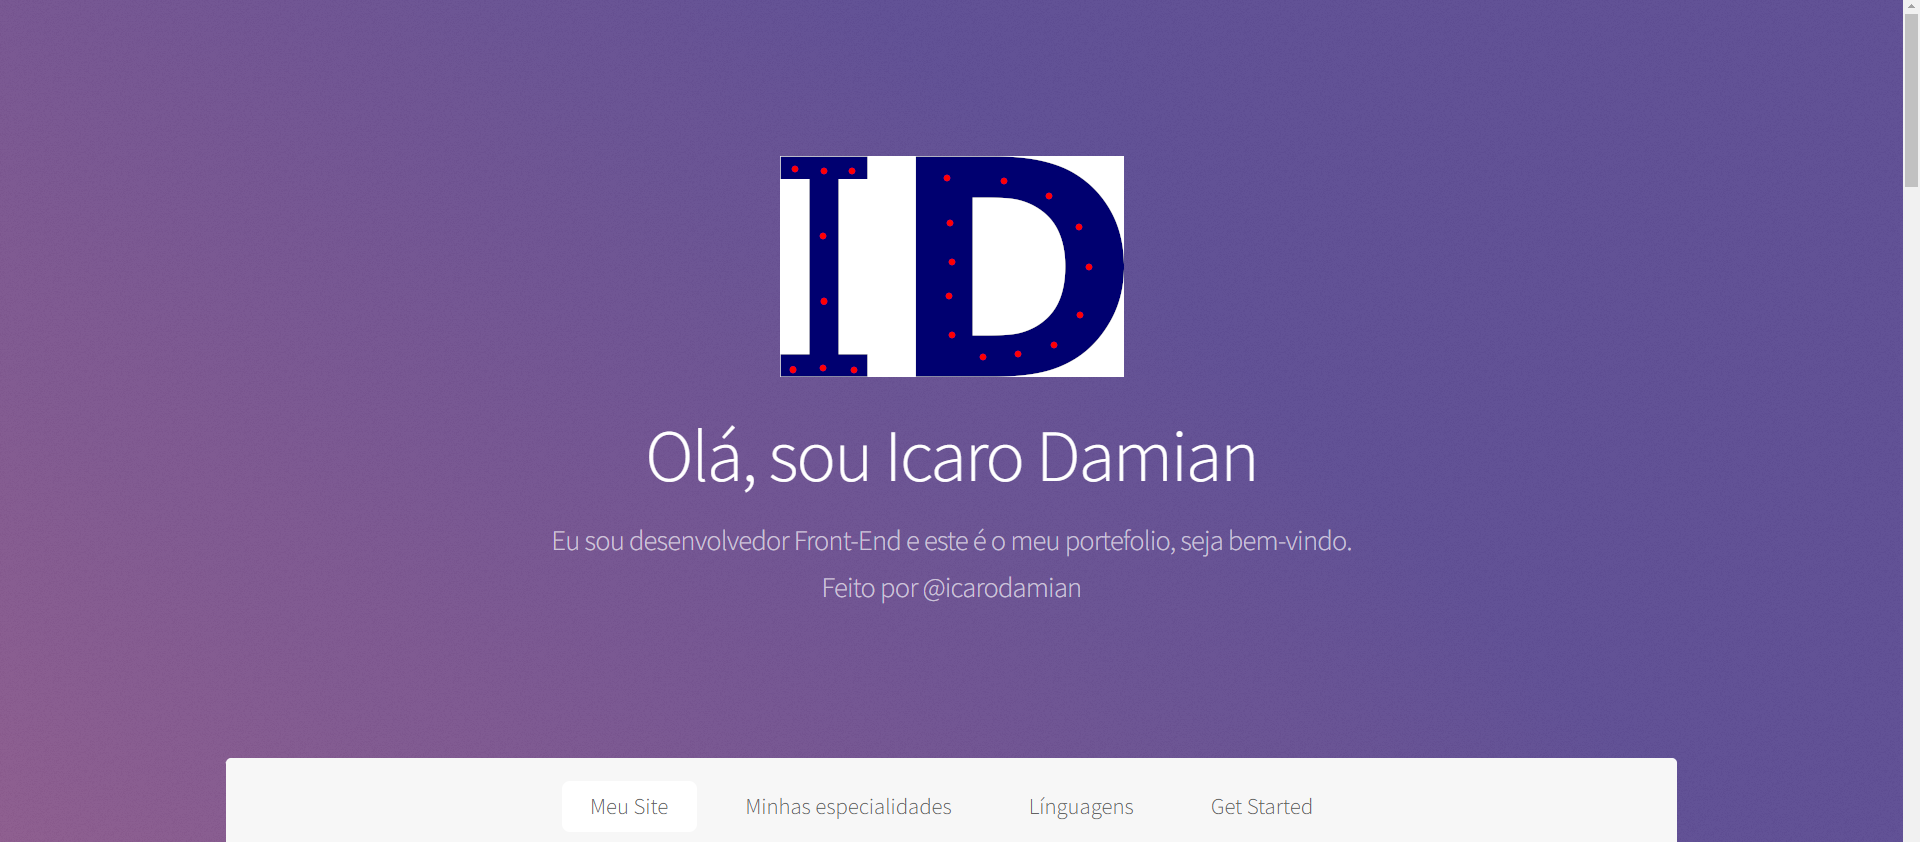 ID
Olá, sou Icaro Damian
Eu sou desenvolvedor Front-End e este é o meu portefolio, seja bem-vindo.
Feito por @icarodamian
Meu Site
Minhas especialidades
Línguagens
Get Started